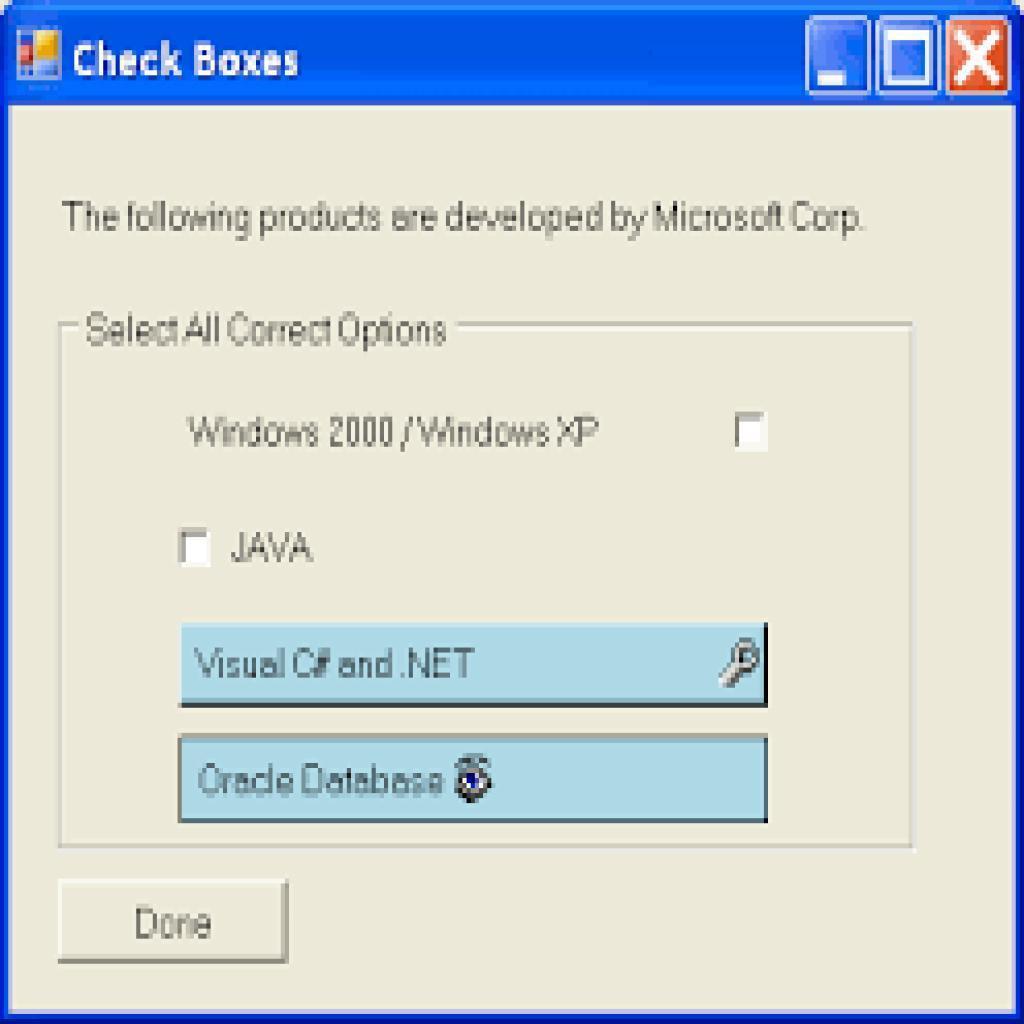 Check Boxes
The following products are developed by Microsoft Corp.
Select All Correct Options
Windows 2000 / Windows XP
JAVA
Visual C# and .NET
Oracle Database
Done